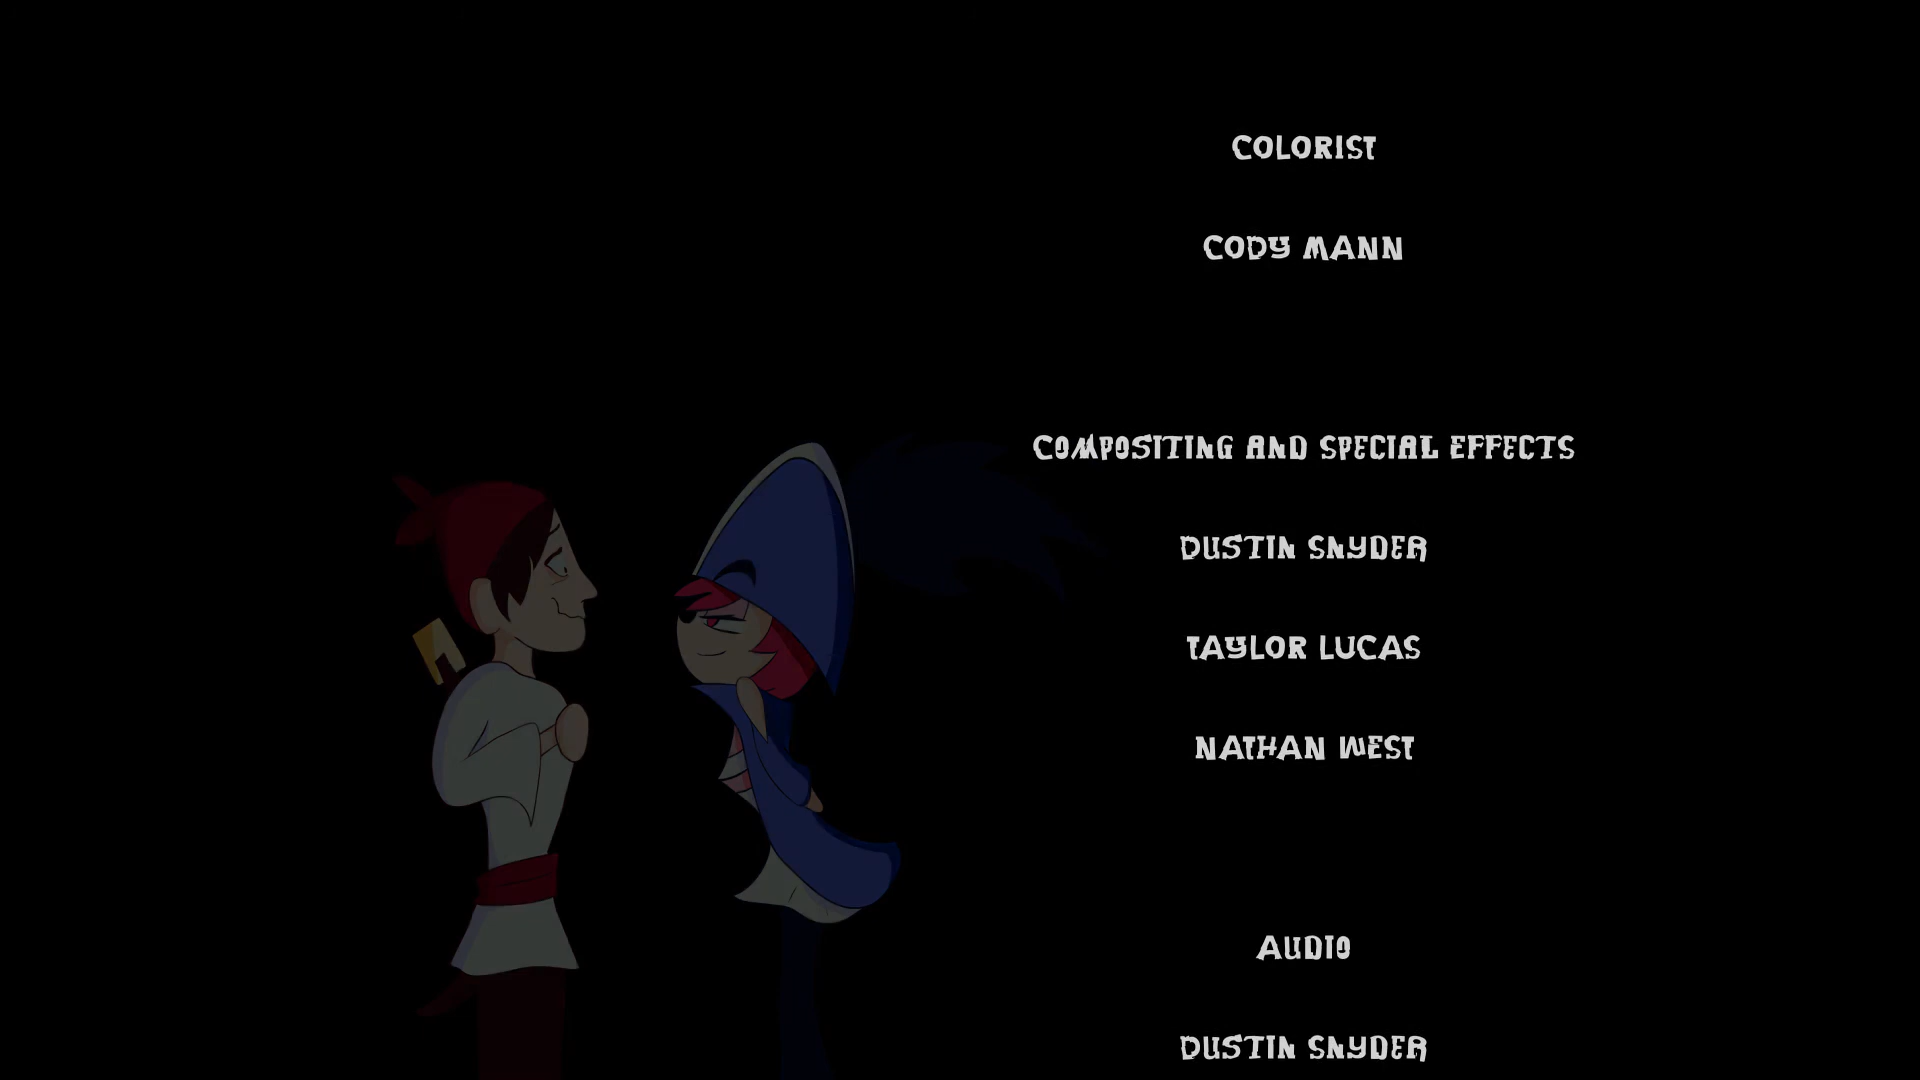 COLORIST
CODY MANN
COMPOSITING AND SPECIAL EFFECTS
DUSTIN SNYDER
TAYLOR LUCAS
NATHAN WEST
AUDIO
DUSTIN SNYDER